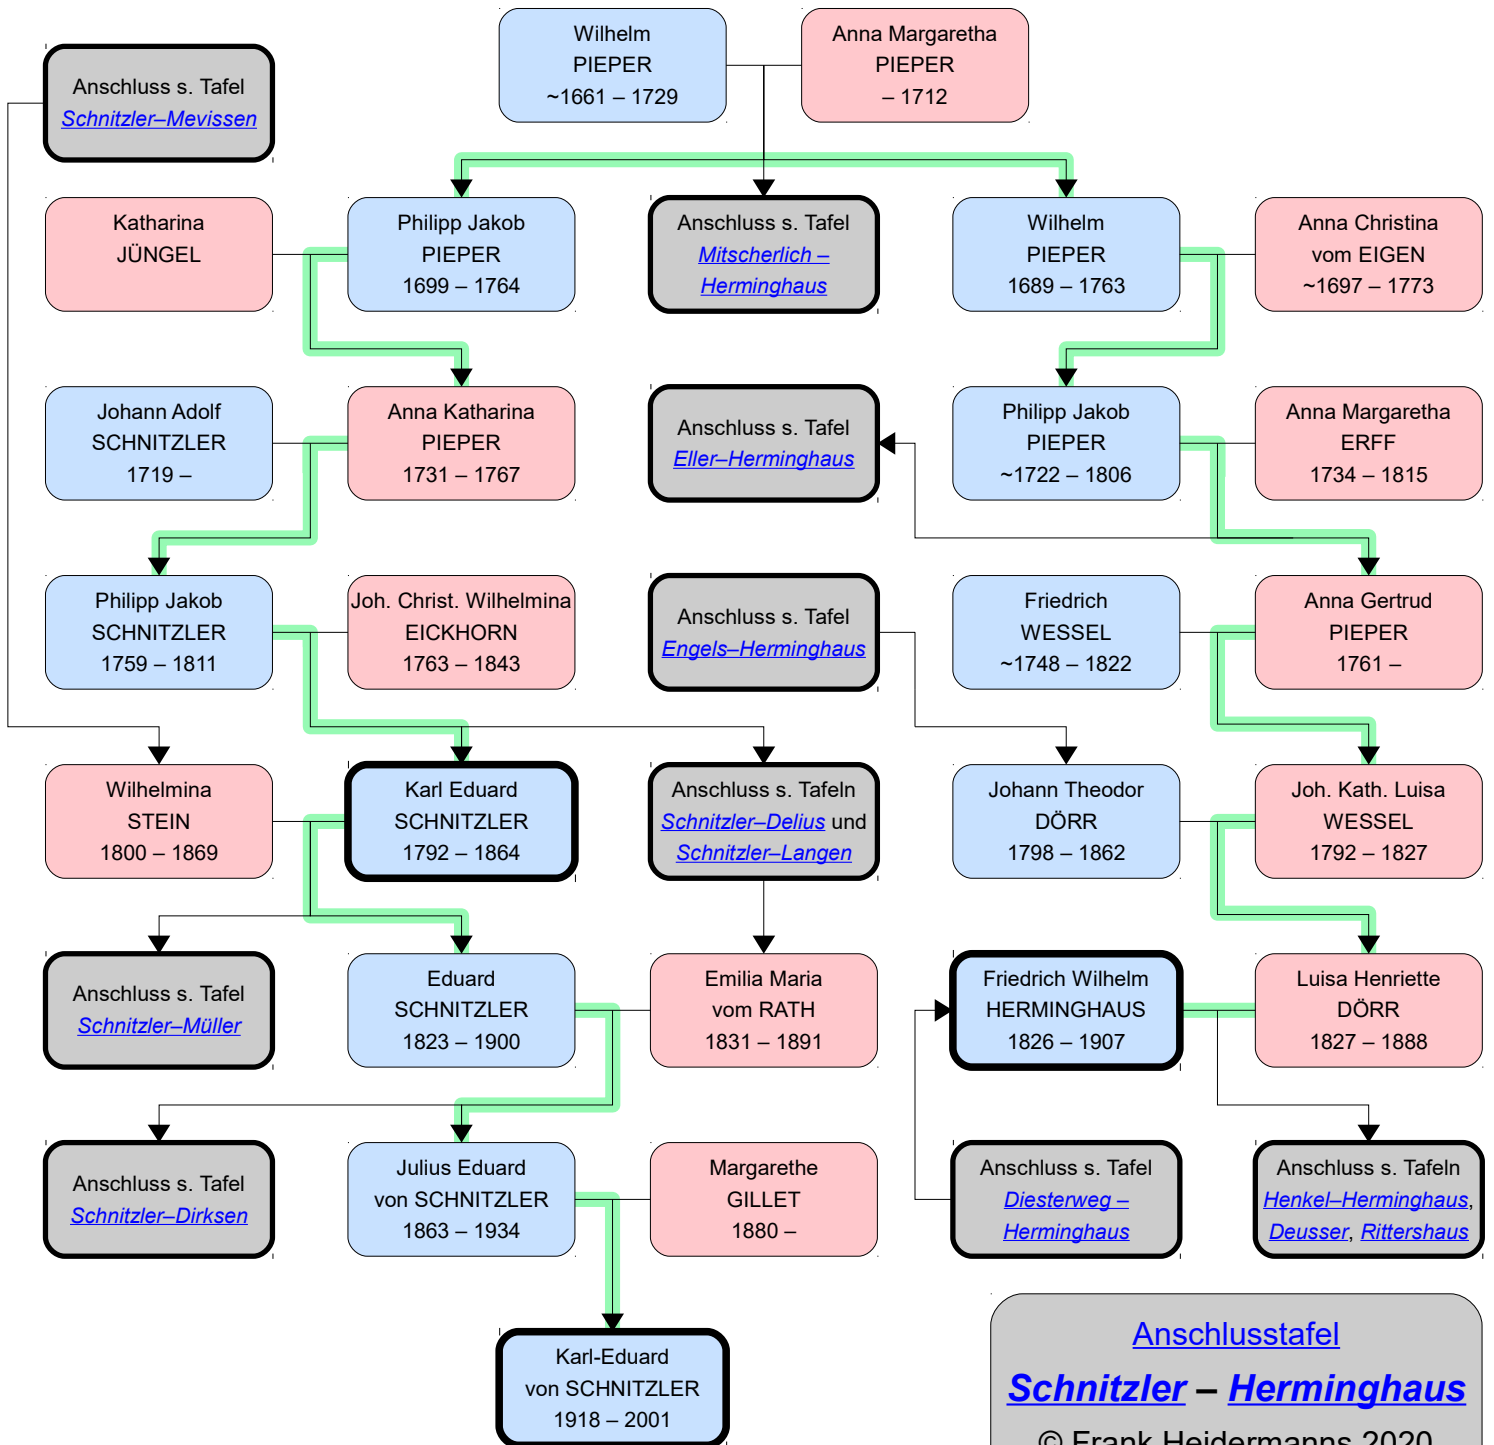 Wilhelm
PIEPER
~1661 – 1729
Anna Margaretha
PIEPER
– 1712
Anschluss s. Tafel
Schnitzler–Mevissen
Katharina
JÜNGEL
Philipp Jakob
PIEPER
1699 – 1764
Anschluss s. Tafel
Mitscherlich –
Herminghaus
Wilhelm
PIEPER
1689 – 1763
Anna Christina
vom EIGEN
~1697 – 1773
Johann Adolf
SCHNITZLER
1719 –
Anna Katharina
PIEPER
1731 – 1767
Anschluss s. Tafel
Eller–Herminghaus
Philipp Jakob
PIEPER
~1722 – 1806
Anna Margaretha
ERFF
1734 – 1815
Philipp Jakob
SCHNITZLER
1759 – 1811
Joh. Christ. Wilhelmina
EICKHORN
1763 – 1843
Anschluss s. Tafel
Engels–Herminghaus
Friedrich
WESSEL
~1748 – 1822
Anna Gertrud
PIEPER
1761 –
Wilhelmina
STEIN
1800 – 1869
Karl Eduard
SCHNITZLER
1792 – 1864
Anschluss s. Tafeln
Schnitzler–Delius und
Schnitzler–Langen
Johann Theodor
DÖRR
1798 – 1862
Joh. Kath. Luisa
WESSEL
1792 – 1827
Anschluss s. Tafel
Schnitzler–Müller
Eduard
SCHNITZLER
1823 – 1900
Emilia Maria
vom RATH
1831 – 1891
Friedrich Wilhelm
HERMINGHAUS
1826 – 1907
Luisa Henriette
DÖRR
1827 – 1888
Anschluss s. Tafel
Schnitzler–Dirksen
Julius Eduard
von SCHNITZLER
1863 – 1934
Margarethe
GILLET
1880 –
Anschluss s. Tafel
Diesterweg –
Herminghaus
Anschluss s. Tafeln
Henkel–Herminghaus,
Deusser, Rittershaus
Karl-Eduard
von SCHNITZLER
1918 – 2001
Anschlusstafel
Schnitzler – Herminghaus
© Frank Heidermanns 2020